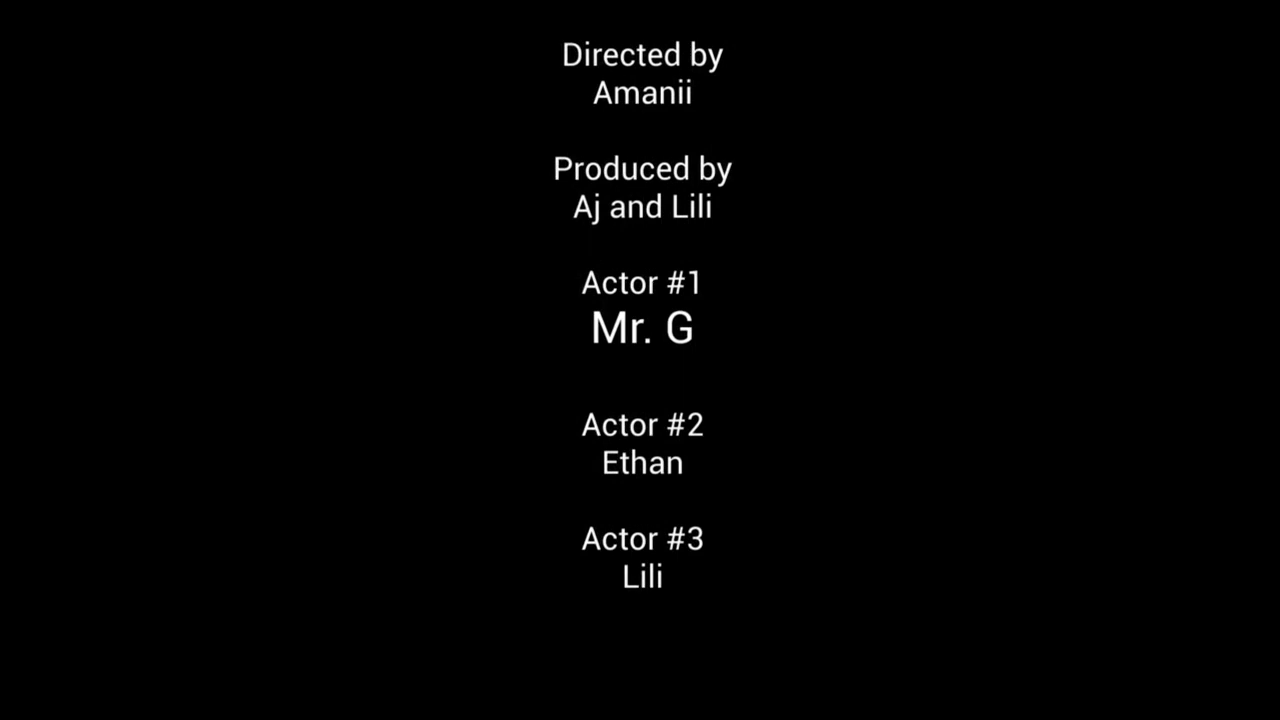 Directed by
Amanii
Produced by
Aj and Lili
Actor #1
Mr. G
Actor #2
Ethan
Actor #3
Lili